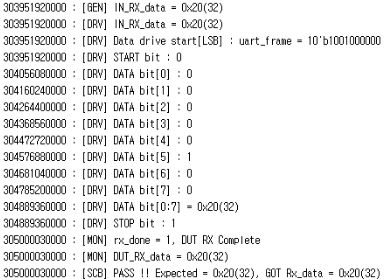 303951920000 : [GEN] IN_RX_data = 0x20(32)
303951920000 : [DRV] IN_RX_data = 0x20(32)
303951920000 : [DRV] Data drive start[LSB] : uart_frame = 10'b1001000000
303951920000 : [DRV] START bit : 0
304056080000 : [DRV] DATA bit[0] : 0
304160240000 : [DRV] DATA bit[1] : 0
304264400000 : [DRV] DATA bit[2] : 0
304368560000 : [DRV] DATA bit[3] : 0
304472720000 : [DRV] DATA bit[4] : 0
304576880000 : [DRV] DATA bit[5] : 1
304681040000 : [DRV] DATA bit[6] : 0
304785200000 : [DRV] DATA bit[7] : 0
304889360000 : [DRV] DATA bit[0:7] = 0x20(32)
304889360000 : [DRV] STOP bit : 1
305000030000 : [MON] rx_done = 1, DUT RX Complete
305000030000 : [MON] DUT_RX_data = 0x20(32)
305000030000 : [SCB] PASS !! Expected = 0x20(32), GOT Rx_data = 0x20(32)